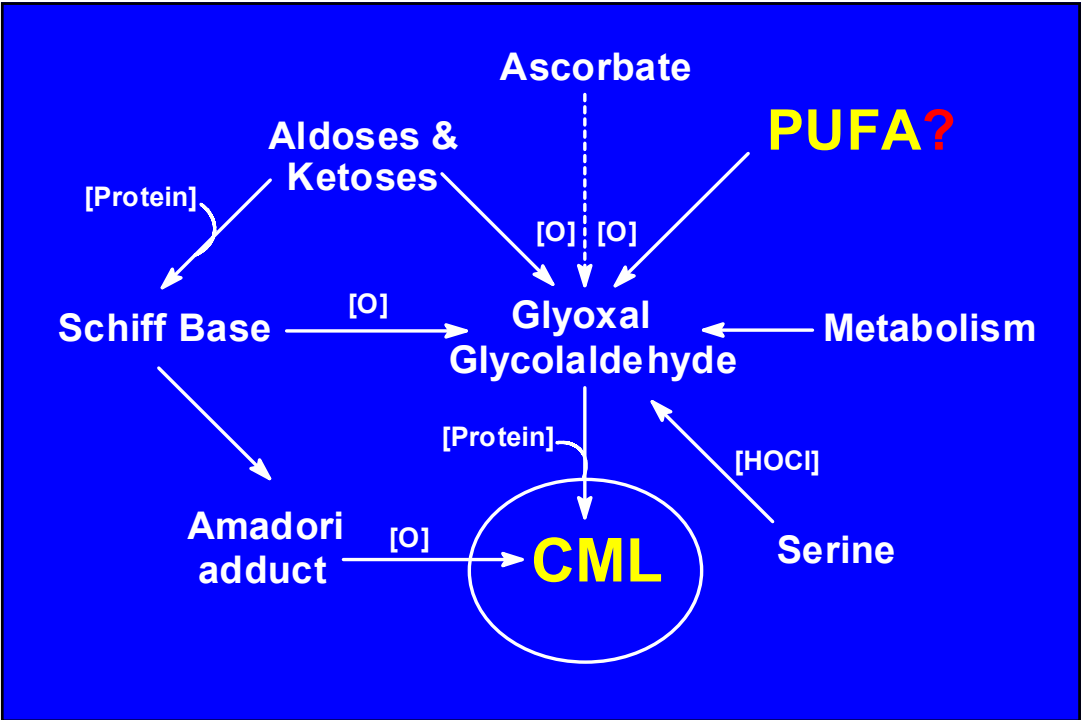 Ascorbate
PUFA?
Aldoses &
Ketoses
[Protein]
[O] [O]
Schiff Base
[O]
Glyoxal
Glycolaldehyde
Metabolism
[Protein]
[HOCl]
Amadori
adduct
[O]
CML
Serine